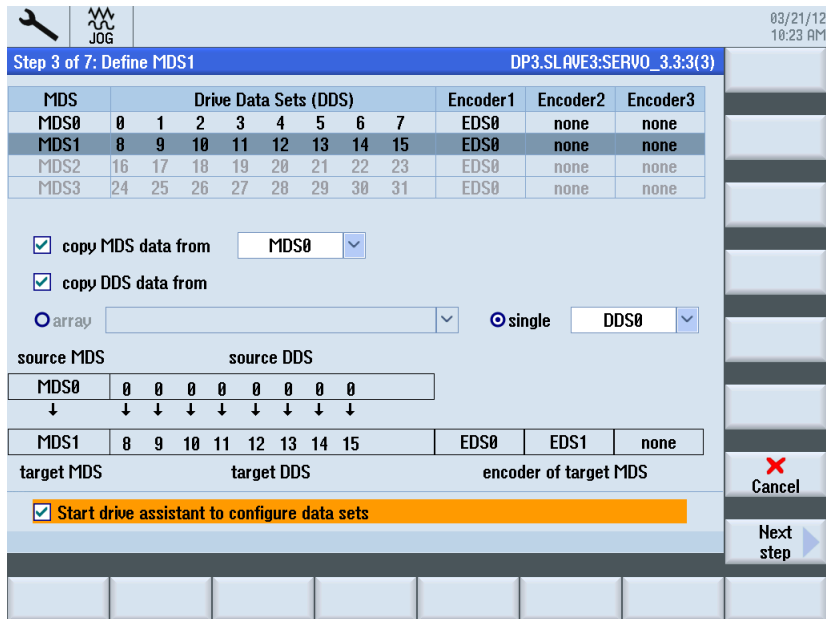 03/21/12
JOG 10:23 AM
Step 3 of 7: Define MDS1 DP3.SLAVE3:SERVO_3.3:3(3)
MDS Drive Data Sets (DDS) Encoder1 Encoder2 Encoder3
MDS0 0 1 2 3 4 5 6 7 EDS0 none none
MDS1 8 9 10 11 12 13 14 15 EDS0 none none
MDS2 16 17 18 19 20 21 22 23 EDS0 none none
MDS3 24 25 26 27 28 29 30 31 EDS0 none none
copy MDS data from MDS0
copy DDS data from
array single DDS0
source MDS source DDS
MDS0 0 0 0 0 0 0 0 0
↓ ↓ ↓ ↓ ↓ ↓ ↓ ↓ ↓
MDS1 8 9 10 11 12 13 14 15 EDS0 EDS1 none
target MDS target DDS encoder of target MDS
Cancel
Start drive assistant to configure data sets
Next
step